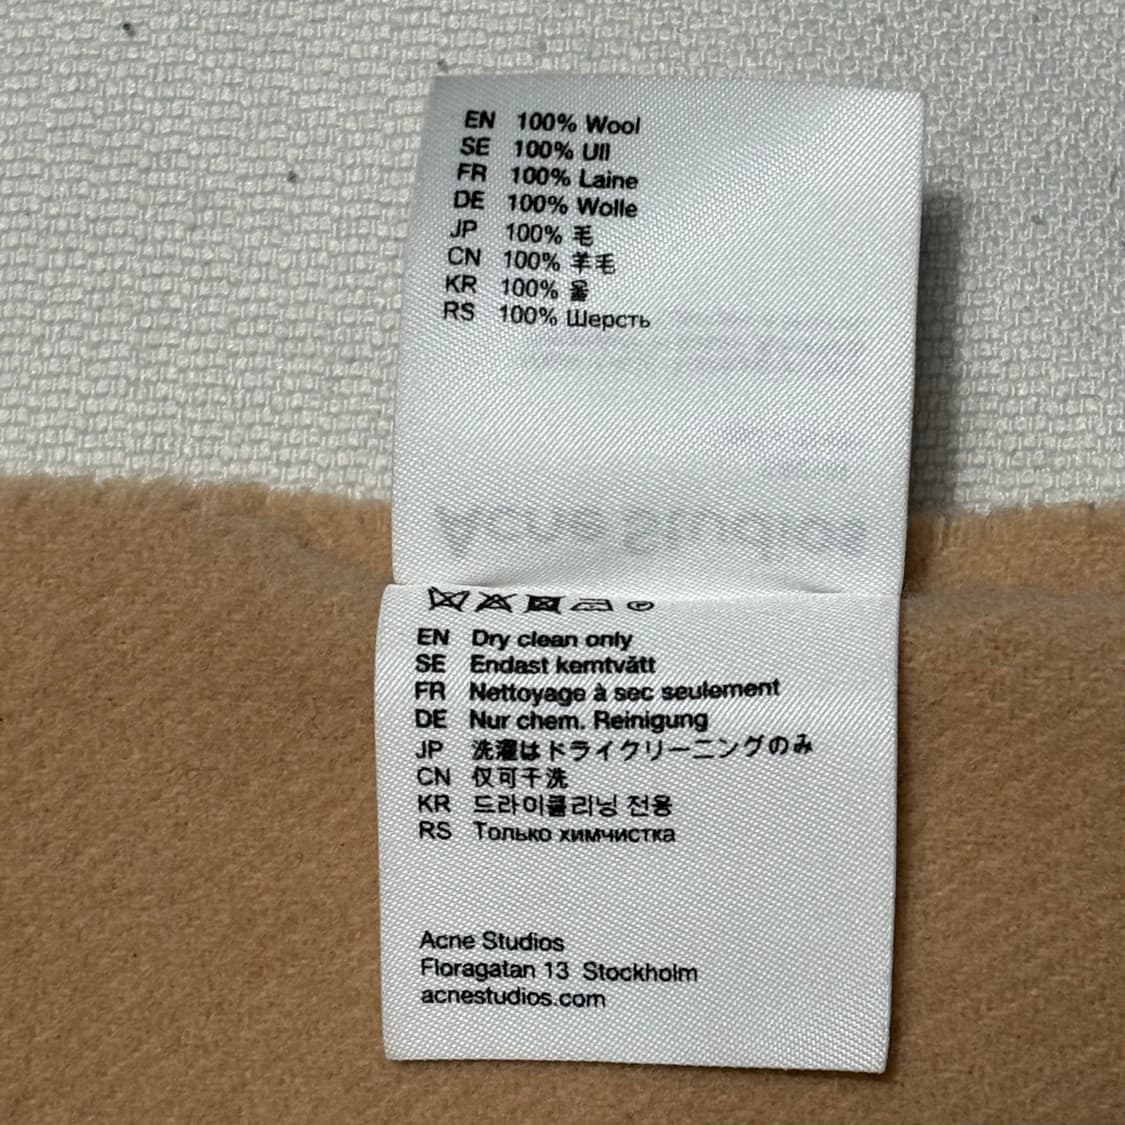 EN 100% Wool
SE 100% Ull
FR 100% Laine
DE 100% Wolle
JP 100% 毛
CN 100% 羊毛
KR 100% 울
RS 100% Шерсть
Acne Studios
EN Dry clean only
SE Endast kemtvätt
FR Nettoyage à sec seulement
DE Nur chem. Reinigung
JP 洗濯はドライクリーニングのみ
CN 仅可干洗
KR 드라이클리닝 전용
RS Только химчистка
Acne Studios
Floragatan 13 Stockholm
acnestudios.com